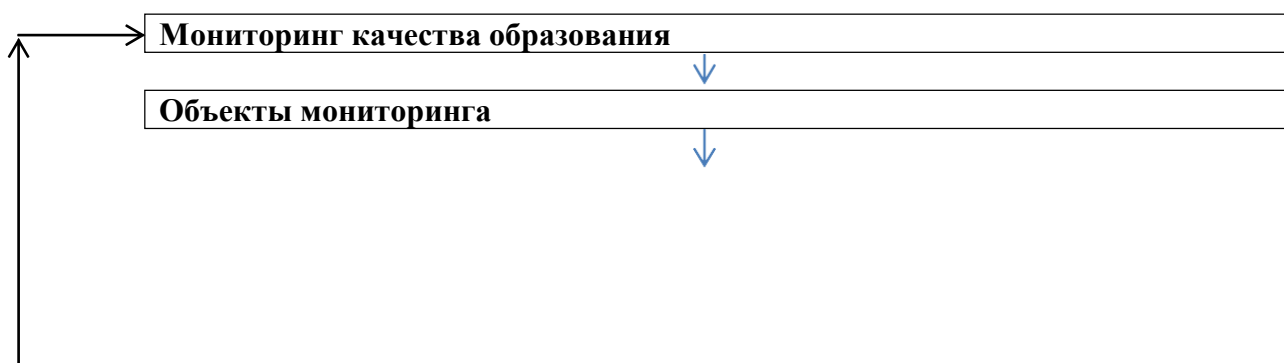 Мониторинг качества образования
Объекты мониторинга